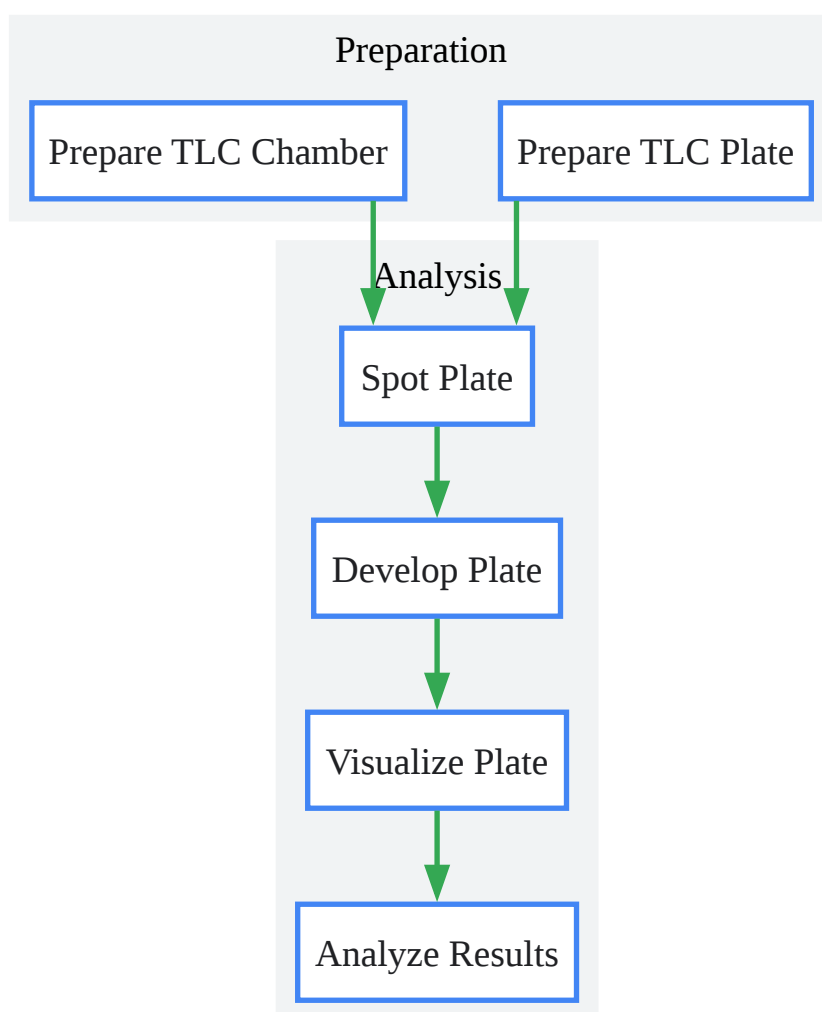 Preparation
Prepare TLC Chamber
Prepare TLC Plate
Analysis
Spot Plate
Develop Plate
Visualize Plate
Analyze Results